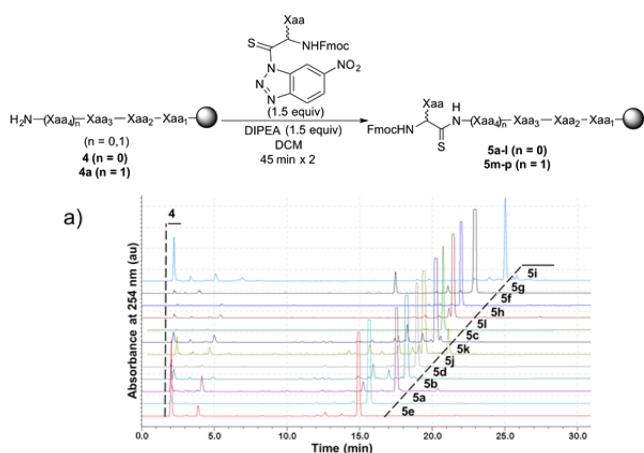 Xaa
S
NHFmoc
N
N
N
NO2
(1.5 equiv)
H2N-(Xaa4)n-Xaa3-Xaa2-Xaa1
DIPEA (1.5 equiv)
DCM
45 min x 2
(n = 0,1)
4 (n = 0)
4a (n = 1)
Xaa
H
FmocHN
N-(Xaa4)n-Xaa3-Xaa2-Xaa1
S
5a-l (n = 0)
5m-p (n = 1)
a)
4
5i
5g
5f
5h
5l
5c
5k
5j
5d
5b
5a
5e
Absorbance at 254 nm (au)
0.0 5.0 10.0 15.0 20.0 25.0 30.0
Time (min)